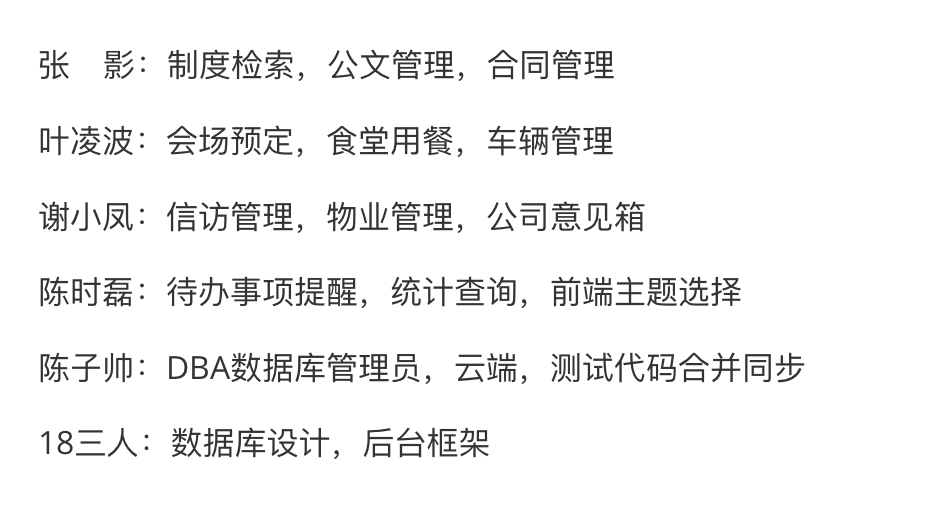 张　影：制度检索，公文管理，合同管理
叶凌波：会场预定，食堂用餐，车辆管理
谢小凤：信访管理，物业管理，公司意见箱
陈时磊：待办事项提醒，统计查询，前端主题选择
陈子帅：DBA数据库管理员，云端，测试代码合并同步
18三人：数据库设计，后台框架